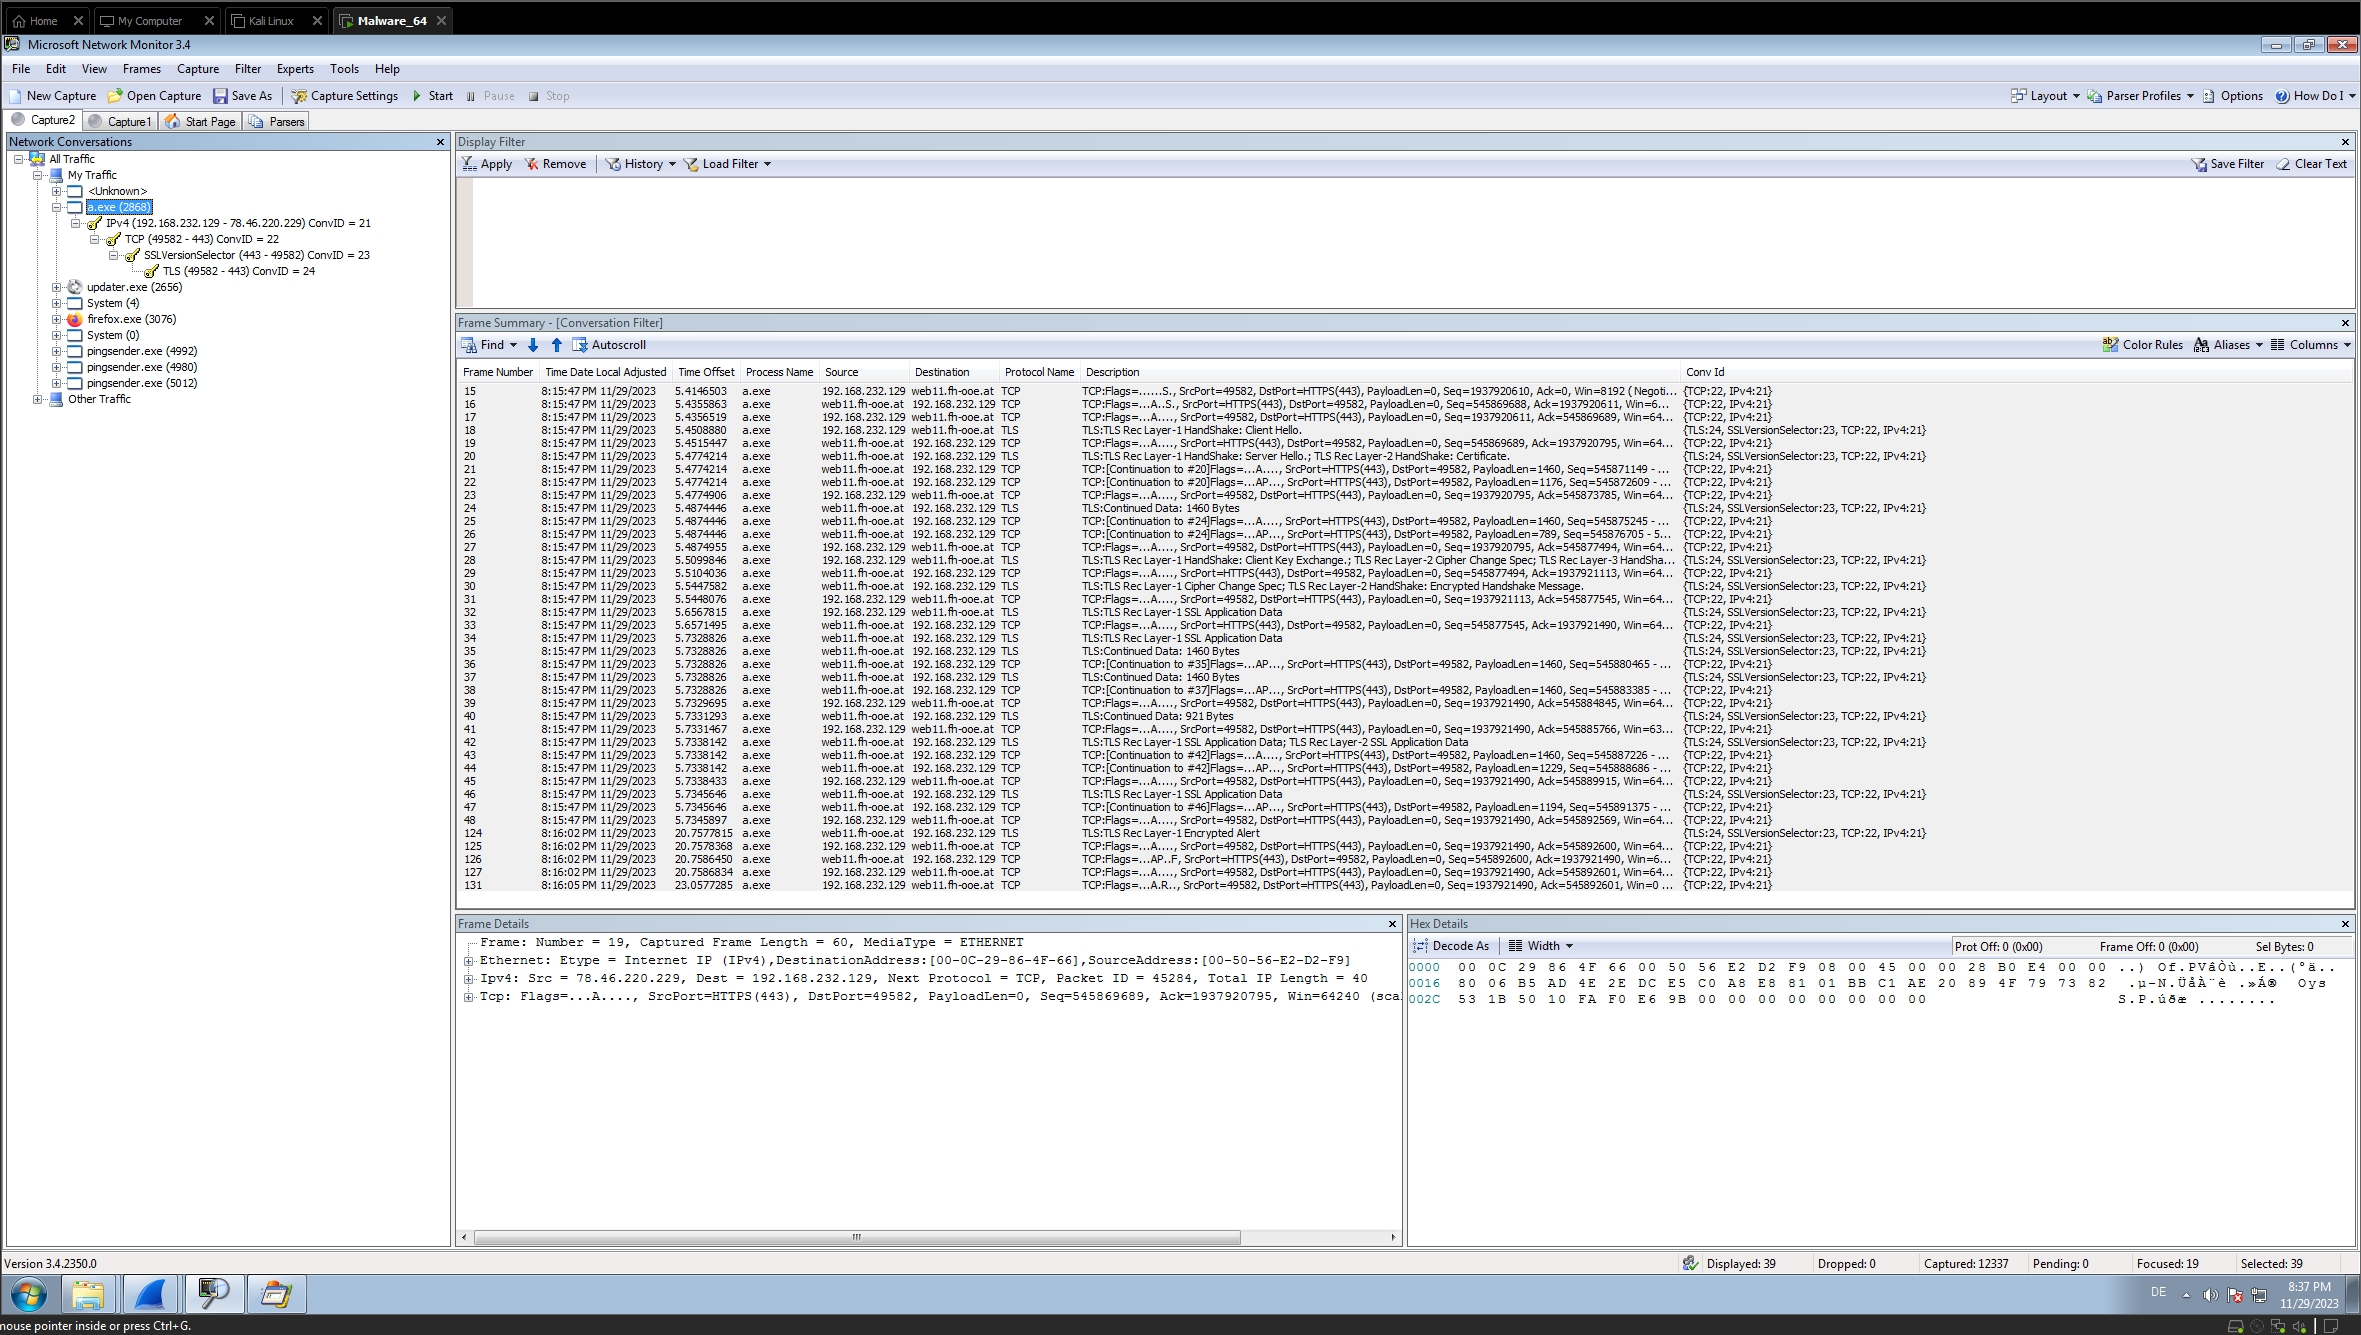 Home
My Computer
Kali Linux
Malware_64
Microsoft Network Monitor 3.4
File Edit View Frames Capture Filter Experts Tools Help
New Capture Open Capture Save As Capture Settings Start Pause Stop Layout Parser Profiles Options How Do I
Capture2 Capture1 Start Page Parsers
Network Conversations
All Traffic
My Traffic
<Unknown>
a.exe (2868)
IPv4 (192.168.232.129 - 78.46.220.229) ConvID = 21
TCP (49582 - 443) ConvID = 22
SSLVersionSelector (443 - 49582) ConvID = 23
TLS (49582 - 443) ConvID = 24
updater.exe (2656)
System (4)
firefox.exe (3076)
System (0)
pingsender.exe (4992)
pingsender.exe (4980)
pingsender.exe (5012)
Other Traffic
Display Filter
Apply Remove History Load Filter Save Filter Clear Text
Frame Summary - [Conversation Filter]
Find Autoscroll Color Rules Aliases Columns
Frame Number Time Date Local Adjusted Time Offset Process Name Source Destination Protocol Name Description Conv Id
15 8:15:47 PM 11/29/2023 5.4146503 a.exe 192.168.232.129 web11.fh-ooe.at TCP TCP:Flags=......S., SrcPort=49582, DstPort=HTTPS(443), PayloadLen=0, Seq=1937920610, Ack=0, Win=8192 ( Negoti... {TCP:22, IPv4:21}
16 8:15:47 PM 11/29/2023 5.4355863 a.exe web11.fh-ooe.at 192.168.232.129 TCP TCP:Flags=...A..S., SrcPort=HTTPS(443), DstPort=49582, PayloadLen=0, Seq=545869688, Ack=1937920611, Win=6... {TCP:22, IPv4:21}
17 8:15:47 PM 11/29/2023 5.4356519 a.exe 192.168.232.129 web11.fh-ooe.at TCP TCP:Flags=...A...., SrcPort=49582, DstPort=HTTPS(443), PayloadLen=0, Seq=1937920611, Ack=545869689, Win=64... {TCP:22, IPv4:21}
18 8:15:47 PM 11/29/2023 5.4508880 a.exe 192.168.232.129 web11.fh-ooe.at TLS TLS:TLS Rec Layer-1 HandShake: Client Hello. {TLS:24, SSLVersionSelector:23, TCP:22, IPv4:21}
19 8:15:47 PM 11/29/2023 5.4515447 a.exe web11.fh-ooe.at 192.168.232.129 TCP TCP:Flags=...A...., SrcPort=HTTPS(443), DstPort=49582, PayloadLen=0, Seq=545869689, Ack=1937920795, Win=64... {TCP:22, IPv4:21}
20 8:15:47 PM 11/29/2023 5.4774214 a.exe web11.fh-ooe.at 192.168.232.129 TLS TLS:TLS Rec Layer-1 HandShake: Server Hello.; TLS Rec Layer-2 HandShake: Certificate. {TLS:24, SSLVersionSelector:23, TCP:22, IPv4:21}
21 8:15:47 PM 11/29/2023 5.4774214 a.exe web11.fh-ooe.at 192.168.232.129 TCP TCP:[Continuation to #20]Flags=...A...., SrcPort=HTTPS(443), DstPort=49582, PayloadLen=1460, Seq=545871149 - ... {TCP:22, IPv4:21}
22 8:15:47 PM 11/29/2023 5.4774214 a.exe web11.fh-ooe.at 192.168.232.129 TCP TCP:[Continuation to #20]Flags=...AP..., SrcPort=HTTPS(443), DstPort=49582, PayloadLen=1176, Seq=545872609 - ... {TCP:22, IPv4:21}
23 8:15:47 PM 11/29/2023 5.4774906 a.exe 192.168.232.129 web11.fh-ooe.at TCP TCP:Flags=...A...., SrcPort=49582, DstPort=HTTPS(443), PayloadLen=0, Seq=1937920795, Ack=545873785, Win=64... {TCP:22, IPv4:21}
24 8:15:47 PM 11/29/2023 5.4874446 a.exe web11.fh-ooe.at 192.168.232.129 TLS TLS:Continued Data: 1460 Bytes {TLS:24, SSLVersionSelector:23, TCP:22, IPv4:21}
25 8:15:47 PM 11/29/2023 5.4874446 a.exe web11.fh-ooe.at 192.168.232.129 TCP TCP:[Continuation to #24]Flags=...A...., SrcPort=HTTPS(443), DstPort=49582, PayloadLen=1460, Seq=545875245 - ... {TCP:22, IPv4:21}
26 8:15:47 PM 11/29/2023 5.4874446 a.exe web11.fh-ooe.at 192.168.232.129 TCP TCP:[Continuation to #24]Flags=...AP..., SrcPort=HTTPS(443), DstPort=49582, PayloadLen=789, Seq=545876705 - 5... {TCP:22, IPv4:21}
27 8:15:47 PM 11/29/2023 5.4874955 a.exe 192.168.232.129 web11.fh-ooe.at TCP TCP:Flags=...A...., SrcPort=49582, DstPort=HTTPS(443), PayloadLen=0, Seq=1937920795, Ack=545877494, Win=64... {TCP:22, IPv4:21}
28 8:15:47 PM 11/29/2023 5.5099846 a.exe 192.168.232.129 web11.fh-ooe.at TLS TLS:TLS Rec Layer-1 HandShake: Client Key Exchange.; TLS Rec Layer-2 Cipher Change Spec; TLS Rec Layer-3 HandSha... {TLS:24, SSLVersionSelector:23, TCP:22, IPv4:21}
29 8:15:47 PM 11/29/2023 5.5104036 a.exe web11.fh-ooe.at 192.168.232.129 TCP TCP:Flags=...A...., SrcPort=HTTPS(443), DstPort=49582, PayloadLen=0, Seq=545877494, Ack=1937921113, Win=64... {TCP:22, IPv4:21}
30 8:15:47 PM 11/29/2023 5.5447582 a.exe web11.fh-ooe.at 192.168.232.129 TLS TLS:TLS Rec Layer-1 Cipher Change Spec; TLS Rec Layer-2 HandShake: Encrypted Handshake Message. {TLS:24, SSLVersionSelector:23, TCP:22, IPv4:21}
31 8:15:47 PM 11/29/2023 5.5448076 a.exe 192.168.232.129 web11.fh-ooe.at TCP TCP:Flags=...A...., SrcPort=49582, DstPort=HTTPS(443), PayloadLen=0, Seq=1937921113, Ack=545877545, Win=64... {TCP:22, IPv4:21}
32 8:15:47 PM 11/29/2023 5.6567815 a.exe 192.168.232.129 web11.fh-ooe.at TLS TLS:TLS Rec Layer-1 SSL Application Data {TLS:24, SSLVersionSelector:23, TCP:22, IPv4:21}
33 8:15:47 PM 11/29/2023 5.6571495 a.exe web11.fh-ooe.at 192.168.232.129 TCP TCP:Flags=...A...., SrcPort=HTTPS(443), DstPort=49582, PayloadLen=0, Seq=545877545, Ack=1937921490, Win=64... {TCP:22, IPv4:21}
34 8:15:47 PM 11/29/2023 5.7328826 a.exe web11.fh-ooe.at 192.168.232.129 TLS TLS:TLS Rec Layer-1 SSL Application Data {TLS:24, SSLVersionSelector:23, TCP:22, IPv4:21}
35 8:15:47 PM 11/29/2023 5.7328826 a.exe web11.fh-ooe.at 192.168.232.129 TLS TLS:Continued Data: 1460 Bytes {TLS:24, SSLVersionSelector:23, TCP:22, IPv4:21}
36 8:15:47 PM 11/29/2023 5.7328826 a.exe web11.fh-ooe.at 192.168.232.129 TCP TCP:[Continuation to #35]Flags=...AP..., SrcPort=HTTPS(443), DstPort=49582, PayloadLen=1460, Seq=545880465 - ... {TCP:22, IPv4:21}
37 8:15:47 PM 11/29/2023 5.7328826 a.exe web11.fh-ooe.at 192.168.232.129 TLS TLS:Continued Data: 1460 Bytes {TLS:24, SSLVersionSelector:23, TCP:22, IPv4:21}
38 8:15:47 PM 11/29/2023 5.7328826 a.exe web11.fh-ooe.at 192.168.232.129 TCP TCP:[Continuation to #37]Flags=...AP..., SrcPort=HTTPS(443), DstPort=49582, PayloadLen=1460, Seq=545883385 - ... {TCP:22, IPv4:21}
39 8:15:47 PM 11/29/2023 5.7329695 a.exe 192.168.232.129 web11.fh-ooe.at TCP TCP:Flags=...A...., SrcPort=49582, DstPort=HTTPS(443), PayloadLen=0, Seq=1937921490, Ack=545884845, Win=64... {TCP:22, IPv4:21}
40 8:15:47 PM 11/29/2023 5.7331293 a.exe web11.fh-ooe.at 192.168.232.129 TLS TLS:Continued Data: 921 Bytes {TLS:24, SSLVersionSelector:23, TCP:22, IPv4:21}
41 8:15:47 PM 11/29/2023 5.7331467 a.exe 192.168.232.129 web11.fh-ooe.at TCP TCP:Flags=...A...., SrcPort=49582, DstPort=HTTPS(443), PayloadLen=0, Seq=1937921490, Ack=545885766, Win=63... {TCP:22, IPv4:21}
42 8:15:47 PM 11/29/2023 5.7338142 a.exe web11.fh-ooe.at 192.168.232.129 TLS TLS:TLS Rec Layer-1 SSL Application Data; TLS Rec Layer-2 SSL Application Data {TLS:24, SSLVersionSelector:23, TCP:22, IPv4:21}
43 8:15:47 PM 11/29/2023 5.7338142 a.exe web11.fh-ooe.at 192.168.232.129 TCP TCP:[Continuation to #42]Flags=...A...., SrcPort=HTTPS(443), DstPort=49582, PayloadLen=1460, Seq=545887226 - ... {TCP:22, IPv4:21}
44 8:15:47 PM 11/29/2023 5.7338142 a.exe web11.fh-ooe.at 192.168.232.129 TCP TCP:[Continuation to #42]Flags=...AP..., SrcPort=HTTPS(443), DstPort=49582, PayloadLen=1229, Seq=545888686 - ... {TCP:22, IPv4:21}
45 8:15:47 PM 11/29/2023 5.7338433 a.exe 192.168.232.129 web11.fh-ooe.at TCP TCP:Flags=...A...., SrcPort=49582, DstPort=HTTPS(443), PayloadLen=0, Seq=1937921490, Ack=545889915, Win=64... {TCP:22, IPv4:21}
46 8:15:47 PM 11/29/2023 5.7345646 a.exe web11.fh-ooe.at 192.168.232.129 TLS TLS:TLS Rec Layer-1 SSL Application Data {TLS:24, SSLVersionSelector:23, TCP:22, IPv4:21}
47 8:15:47 PM 11/29/2023 5.7345646 a.exe web11.fh-ooe.at 192.168.232.129 TCP TCP:[Continuation to #46]Flags=...AP..., SrcPort=HTTPS(443), DstPort=49582, PayloadLen=1194, Seq=545891375 - ... {TCP:22, IPv4:21}
48 8:15:47 PM 11/29/2023 5.7345897 a.exe 192.168.232.129 web11.fh-ooe.at TCP TCP:Flags=...A...., SrcPort=49582, DstPort=HTTPS(443), PayloadLen=0, Seq=1937921490, Ack=545892569, Win=64... {TCP:22, IPv4:21}
124 8:16:02 PM 11/29/2023 20.7577815 a.exe web11.fh-ooe.at 192.168.232.129 TLS TLS:TLS Rec Layer-1 Encrypted Alert {TLS:24, SSLVersionSelector:23, TCP:22, IPv4:21}
125 8:16:02 PM 11/29/2023 20.7578368 a.exe 192.168.232.129 web11.fh-ooe.at TCP TCP:Flags=...A...., SrcPort=49582, DstPort=HTTPS(443), PayloadLen=0, Seq=1937921490, Ack=545892600, Win=64... {TCP:22, IPv4:21}
126 8:16:02 PM 11/29/2023 20.7586450 a.exe web11.fh-ooe.at 192.168.232.129 TCP TCP:Flags=...AP..F, SrcPort=HTTPS(443), DstPort=49582, PayloadLen=0, Seq=545892600, Ack=1937921490, Win=6... {TCP:22, IPv4:21}
127 8:16:02 PM 11/29/2023 20.7586834 a.exe 192.168.232.129 web11.fh-ooe.at TCP TCP:Flags=...A...., SrcPort=49582, DstPort=HTTPS(443), PayloadLen=0, Seq=1937921490, Ack=545892601, Win=64... {TCP:22, IPv4:21}
131 8:16:05 PM 11/29/2023 23.0577285 a.exe 192.168.232.129 web11.fh-ooe.at TCP TCP:Flags=...A.R.., SrcPort=49582, DstPort=HTTPS(443), PayloadLen=0, Seq=1937921490, Ack=545892601, Win=0 ... {TCP:22, IPv4:21}
Frame Details
Frame: Number = 19, Captured Frame Length = 60, MediaType = ETHERNET
Ethernet: Etype = Internet IP (IPv4),DestinationAddress:[00-0C-29-86-4F-66],SourceAddress:[00-50-56-E2-D2-F9]
Ipv4: Src = 78.46.220.229, Dest = 192.168.232.129, Next Protocol = TCP, Packet ID = 45284, Total IP Length = 40
Tcp: Flags=...A...., SrcPort=HTTPS(443), DstPort=49582, PayloadLen=0, Seq=545869689, Ack=1937920795, Win=64240 (sca
Hex Details
Decode As Width Prot Off: 0 (0x00) Frame Off: 0 (0x00) Sel Bytes: 0
0000 00 0C 29 86 4F 66 00 50 56 E2 D2 F9 08 00 45 00 00 28 B0 E4 00 00 ..) Of.PVâÒù..E..(°ä..
0016 80 06 B5 AD 4E 2E DC E5 C0 A8 E8 81 01 BB C1 AE 20 89 4F 79 73 82 .µ-N.ÜåÀ¨è .»Á® Oys
002C 53 1B 50 10 FA F0 E6 9B 00 00 00 00 00 00 00 00 S.P.úðæ ........
Version 3.4.2350.0 Displayed: 39 Dropped: 0 Captured: 12337 Pending: 0 Focused: 19 Selected: 39
DE
8:37 PM
11/29/2023
mouse pointer inside or press Ctrl+G.